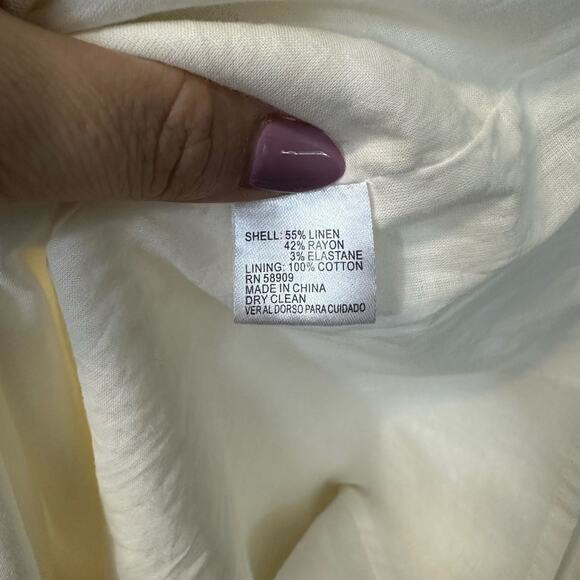 SHELL: 55% LINEN
42% RAYON
3% ELASTANE
LINING: 100% COTTON
RN 58909
MADE IN CHINA
DRY CLEAN
VER AL DORSO PARA CUIDADO